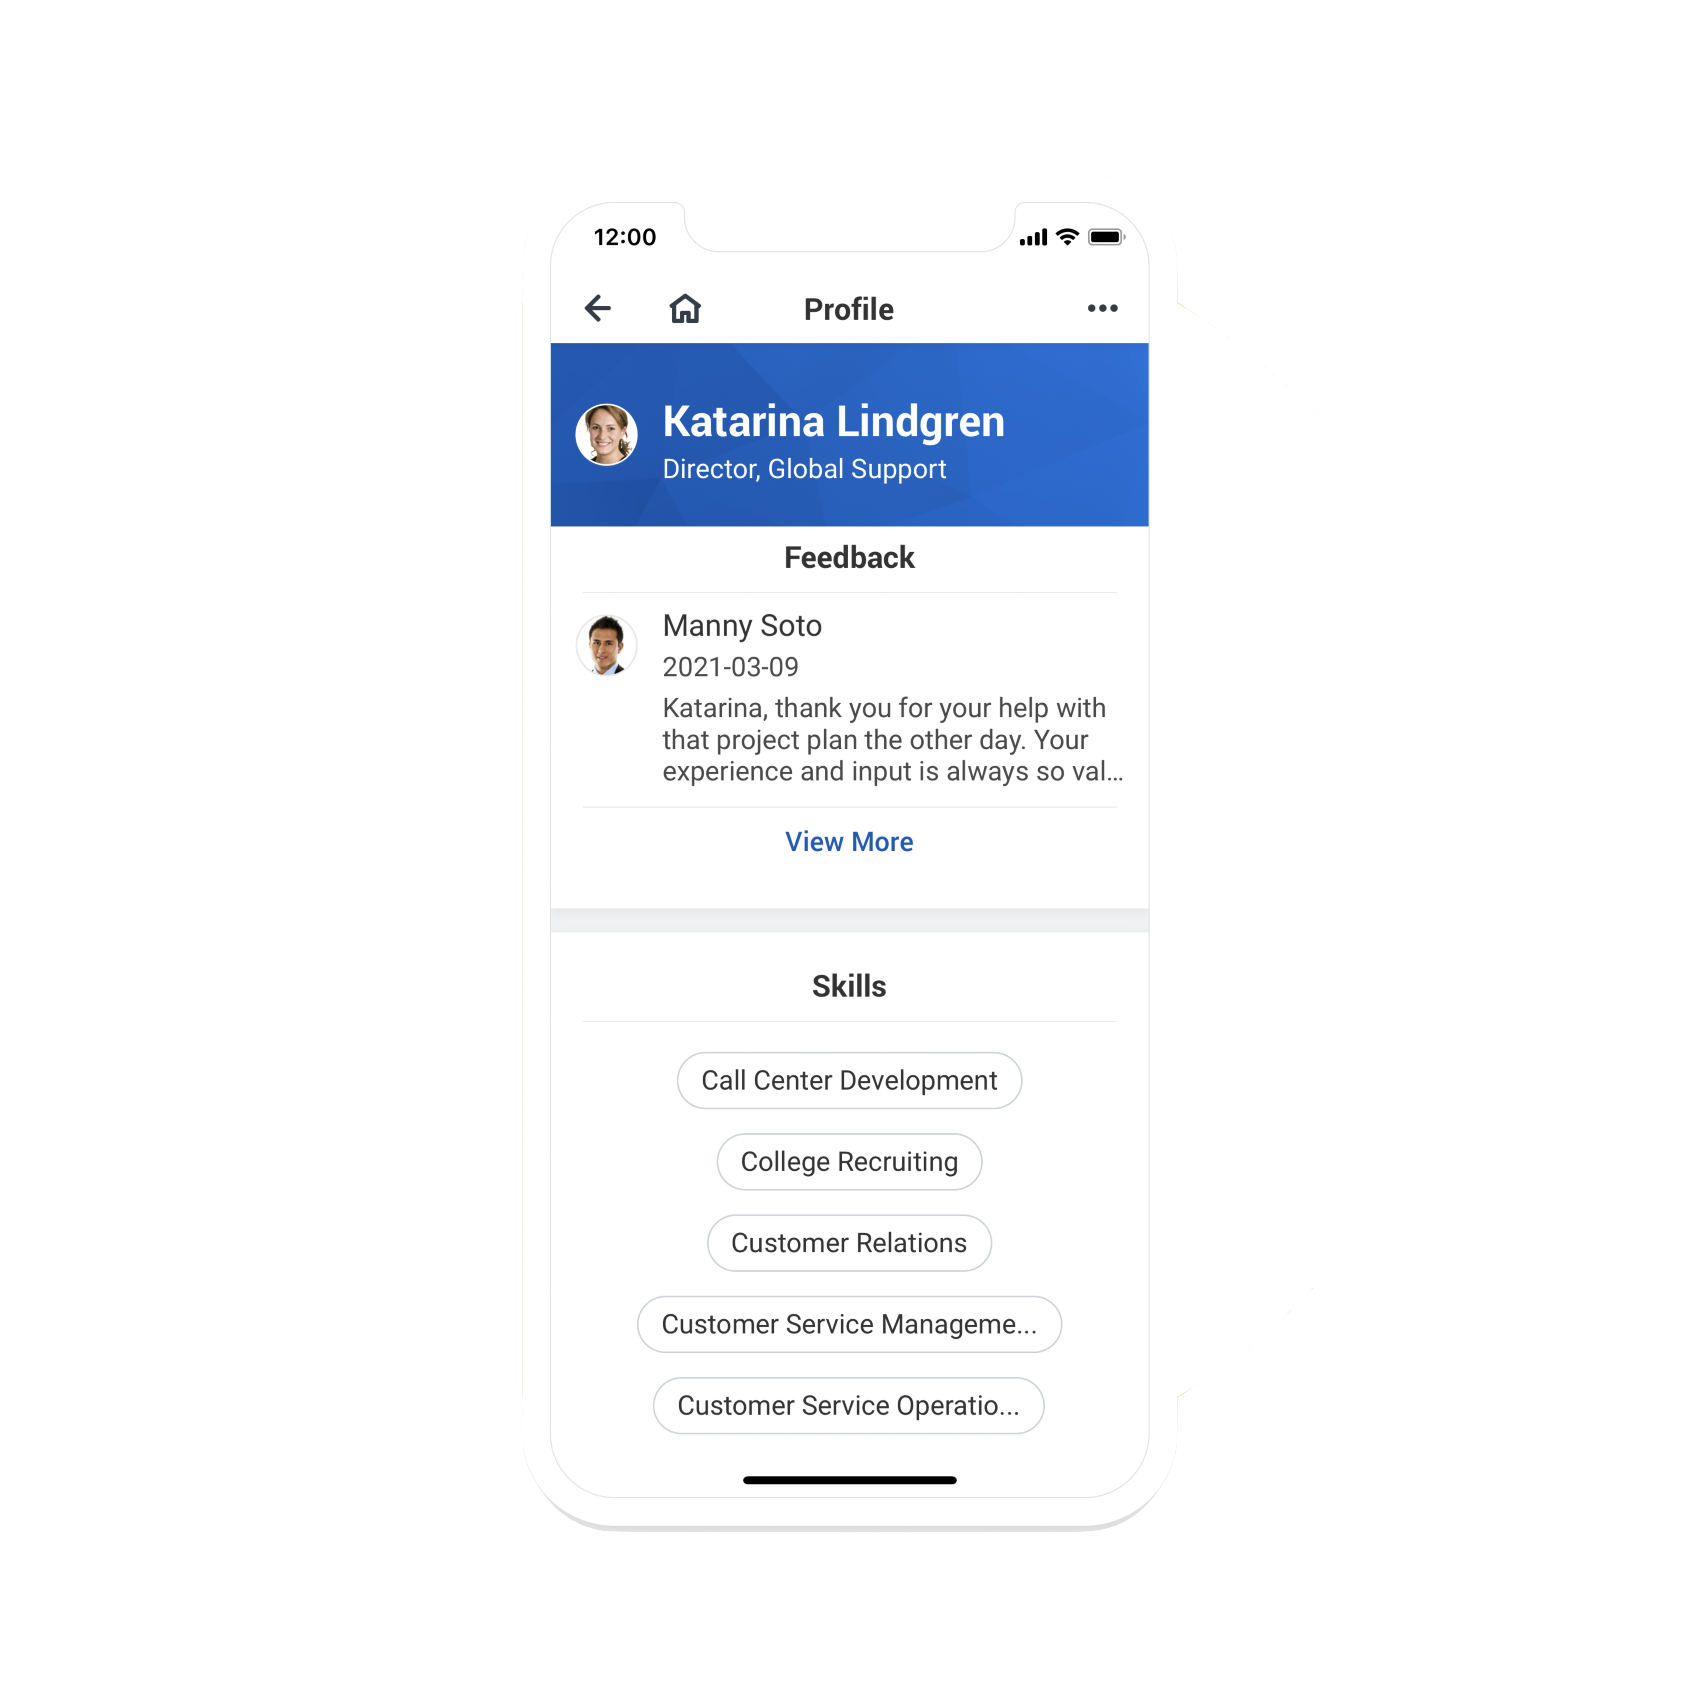 12:00
Profile
Katarina Lindgren
Director, Global Support
Feedback
Manny Soto
2021-03-09
Katarina, thank you for your help with
that project plan the other day. Your
experience and input is always so val...
View More
Skills
Call Center Development
College Recruiting
Customer Relations
Customer Service Manageme...
Customer Service Operatio...